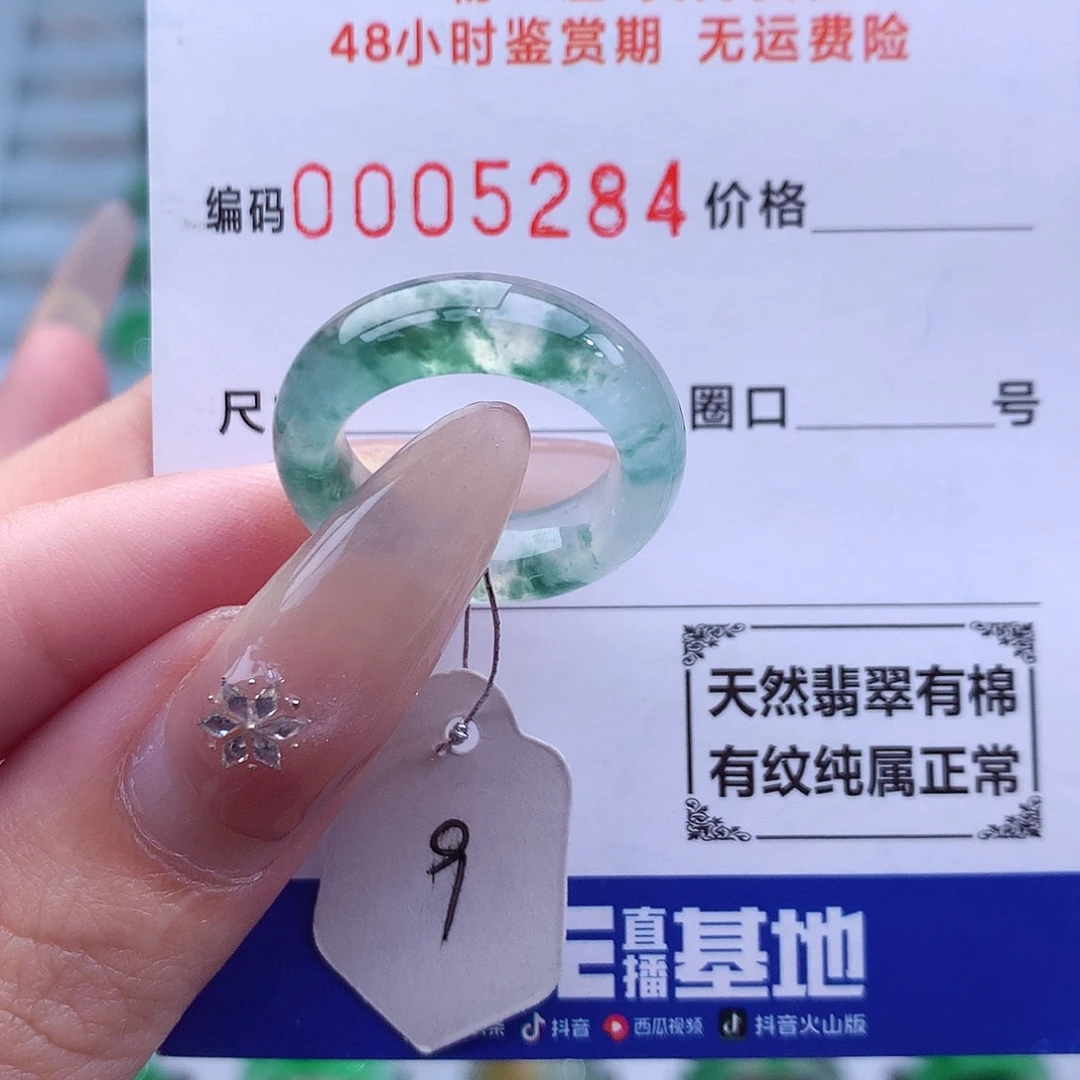 48小时鉴赏期 无运费险
编码0005284价格
尺
圈口 号
天然翡翠有棉
有纹纯属正常
9
直播基地
抖音 西瓜视频 抖音火山版